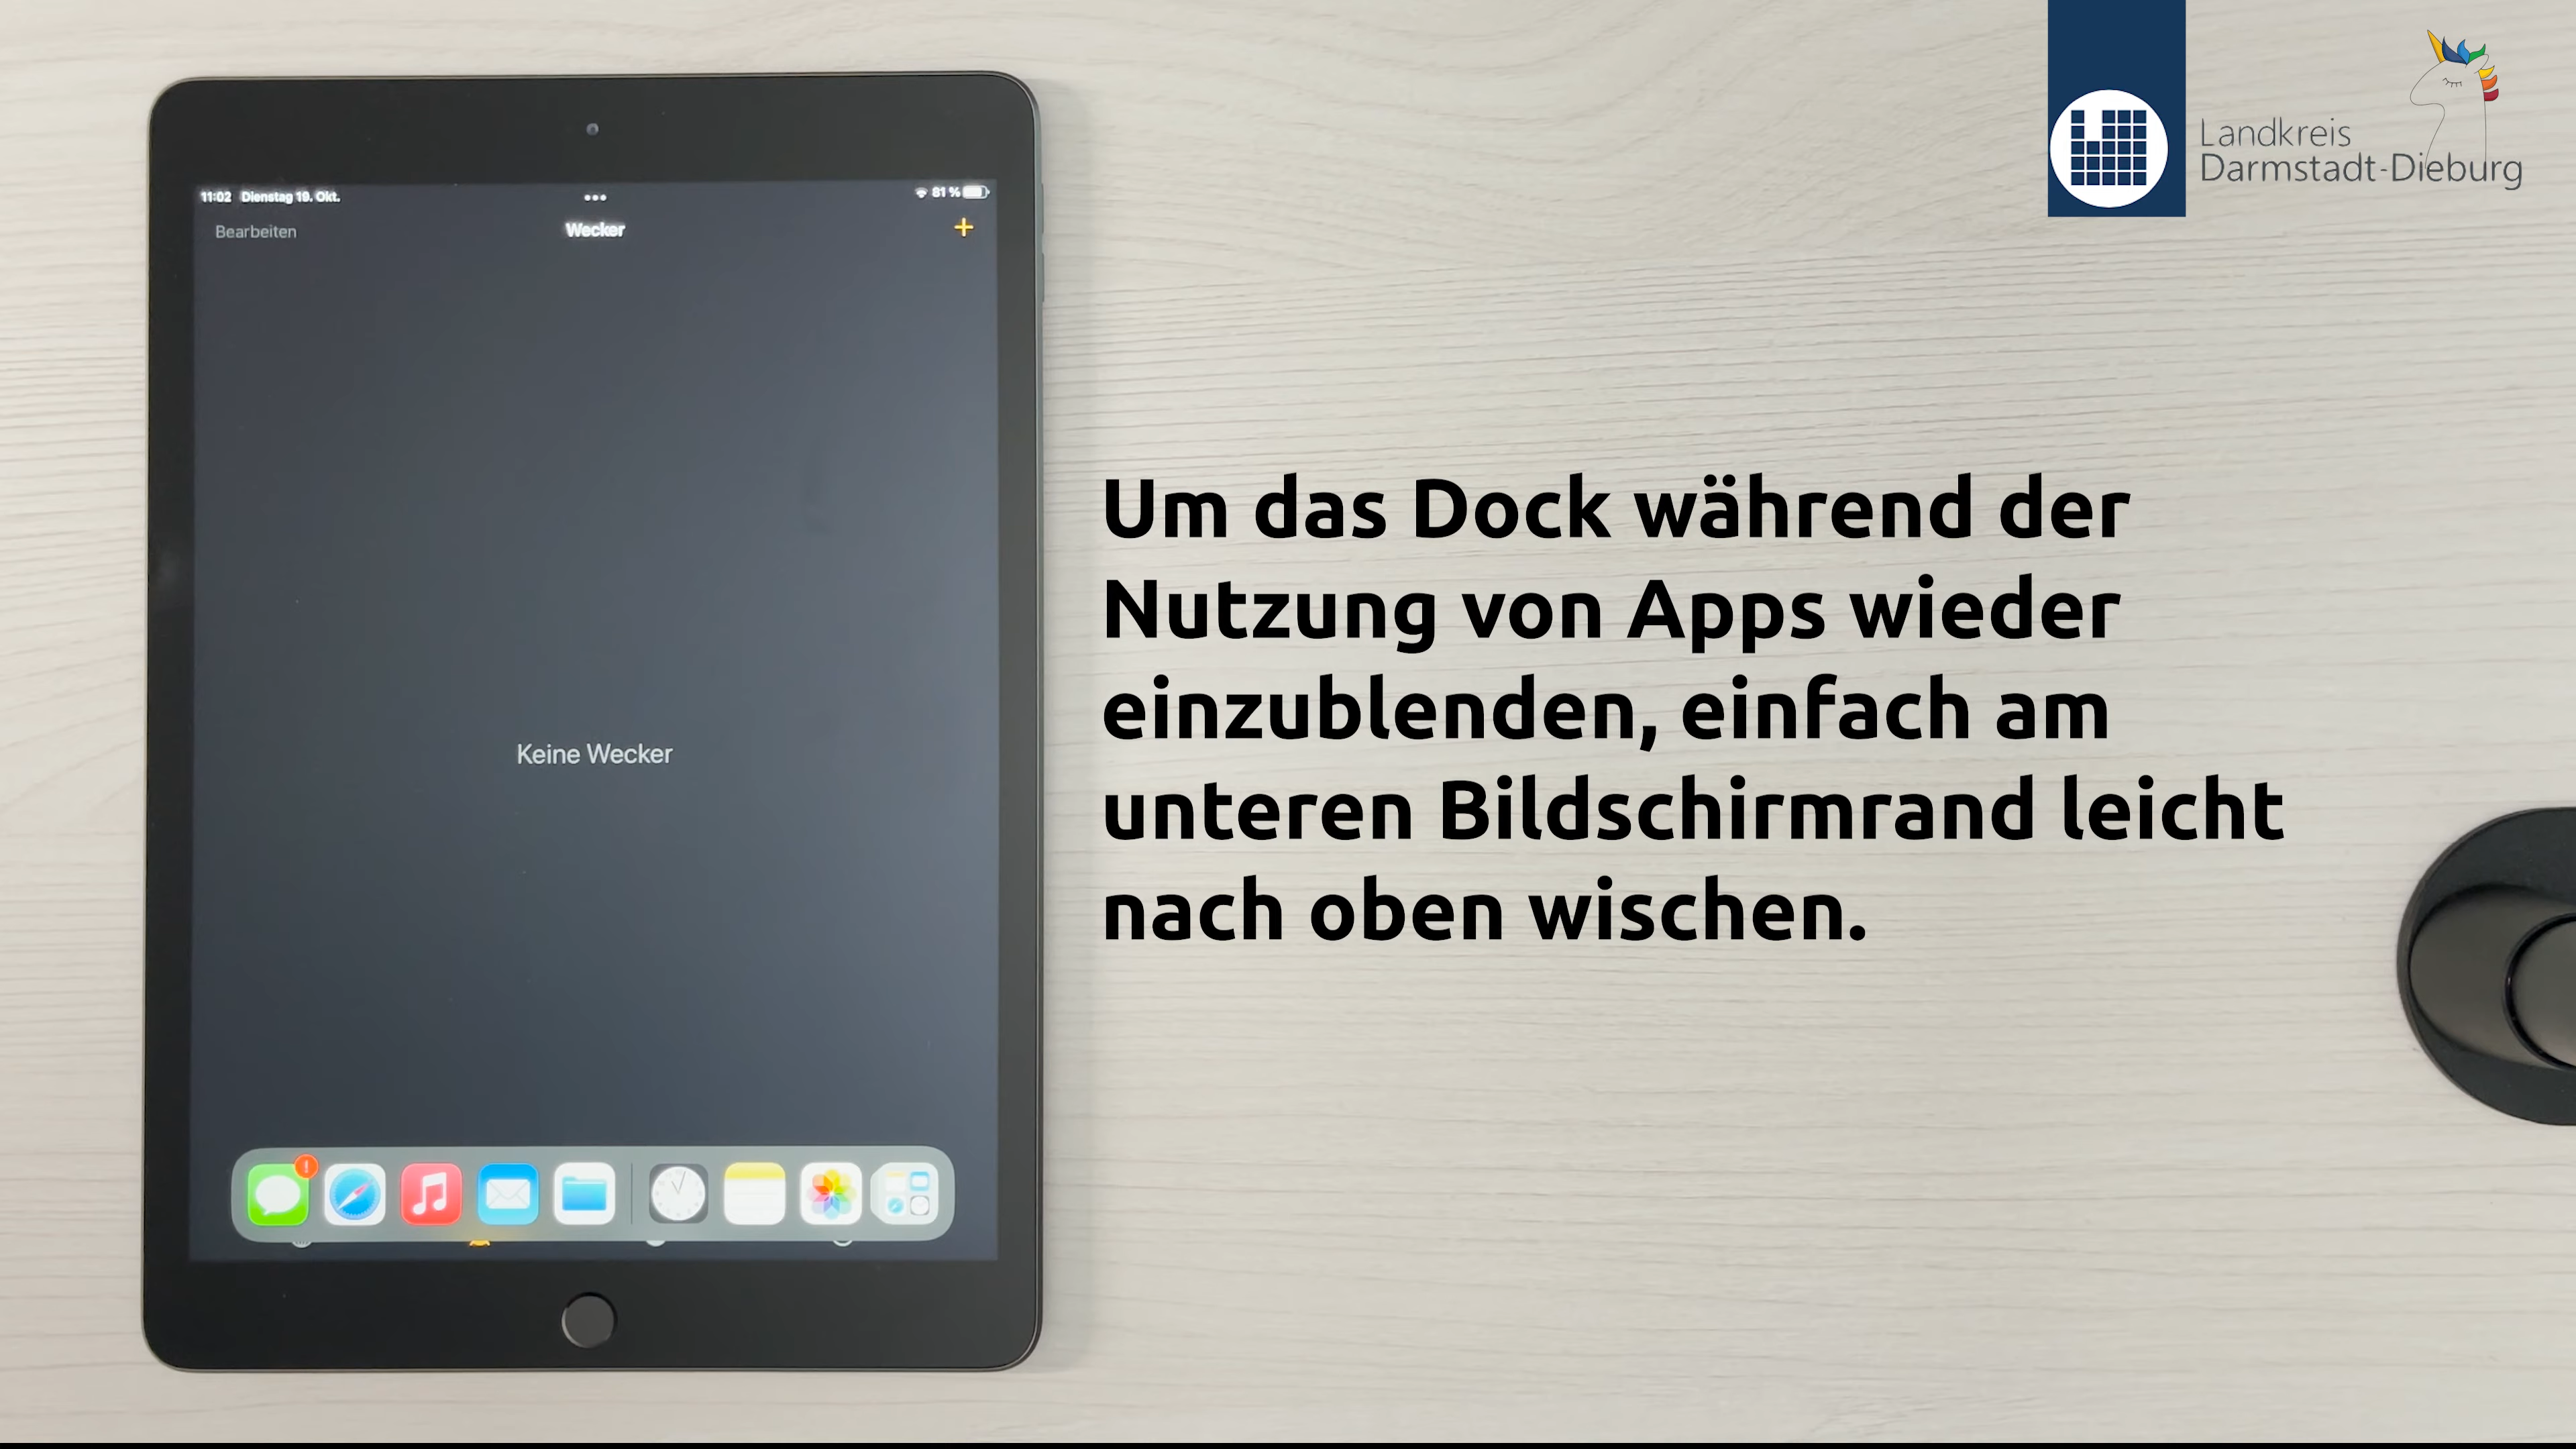 11:02 Dienstag 19. Okt.
81 %
Bearbeiten
Wecker
Keine Wecker
Landkreis
Darmstadt-Dieburg
Um das Dock während der
Nutzung von Apps wieder
einzublenden, einfach am
unteren Bildschirmrand leicht
nach oben wischen.